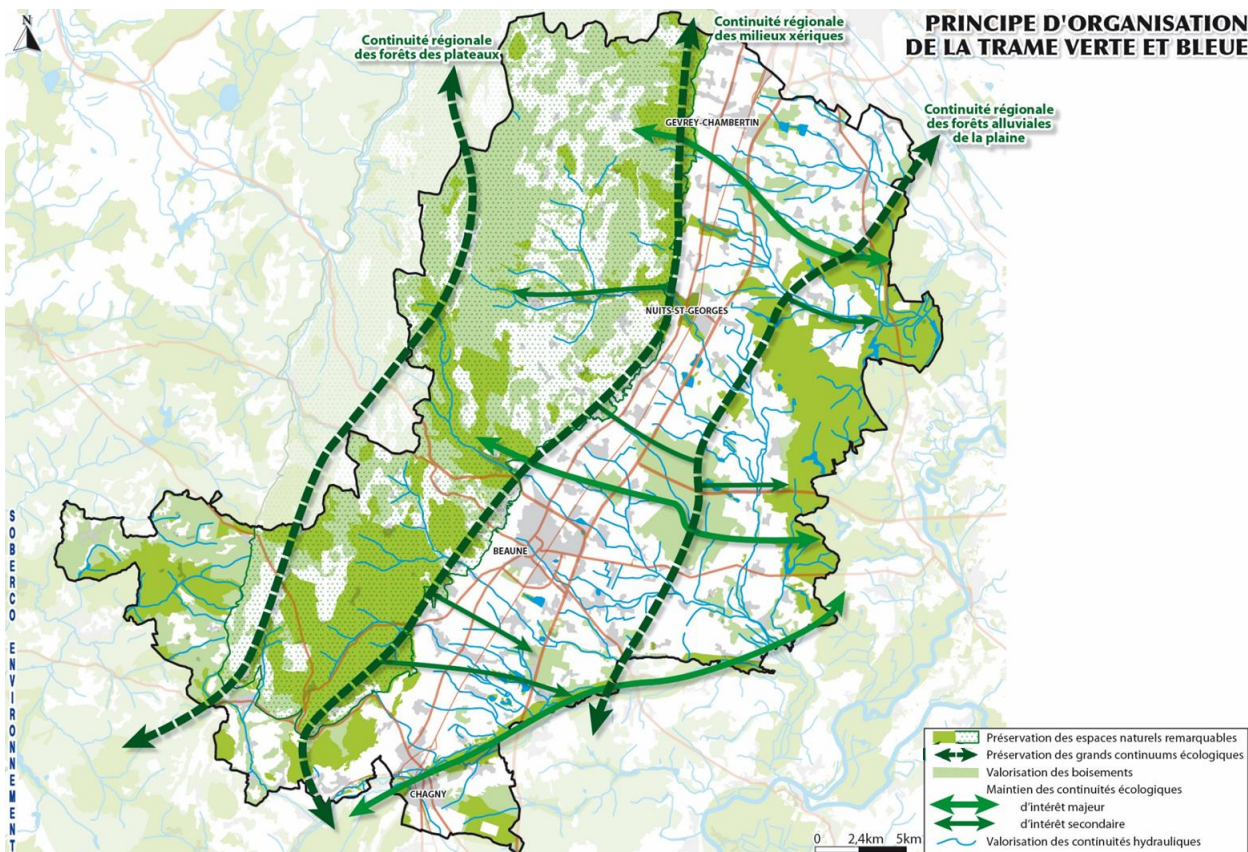 PRINCIPE D'ORGANISATION
DE LA TRAME VERTE ET BLEUE
N
Continuité régionale
des forêts des plateaux
Continuité régionale
des milieux xériques
Continuité régionale
des forêts alluviales
de la plaine
GEVREY-CHAMBERTIN
NUITS-ST-GEORGES
BEAUNE
CHAGNY
SOBERCO ENVIRONNEMENT
Préservation des espaces naturels remarquables
Préservation des grands continuums écologiques
Valorisation des boisements
Maintien des continuités écologiques
d'intérêt majeur
d'intérêt secondaire
Valorisation des continuités hydrauliques
0 2,4km 5km